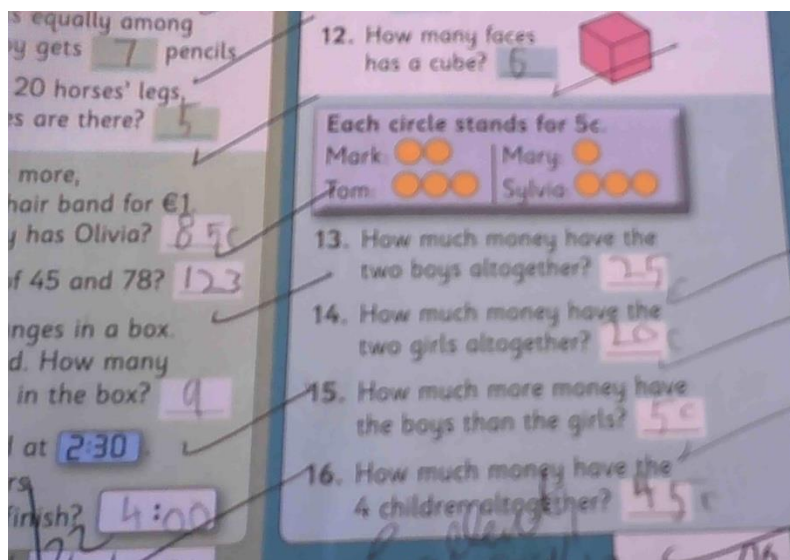 s equally among
y gets 7 pencils
20 horses' legs,
es are there? 5
more,
hair band for €1.
y has Olivia? 85c
of 45 and 78? 123
nges in a box.
d. How many
in the box? 9
at 2:30
rs
finish? 4:00
22
12. How many faces
has a cube? 6
Each circle stands for 5c.
Mark: Mary:
Tom: Sylvia:
13. How much money have the
two boys altogether? 25c
14. How much money have the
two girls altogether? 20c
15. How much more money have
the boys than the girls? 5c
16. How much money have the
4 children altogether? 45c